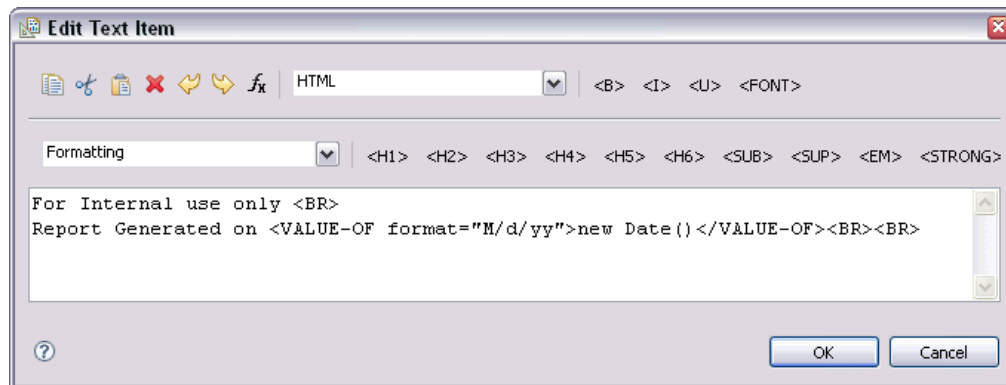 Edit Text Item
fx HTML <B> <I> <U> <FONT>
Formatting <H1> <H2> <H3> <H4> <H5> <H6> <SUB> <SUP> <EM> <STRONG>
For Internal use only <BR>
Report Generated on <VALUE-OF format="M/d/yy">new Date()</VALUE-OF><BR><BR>
? OK Cancel